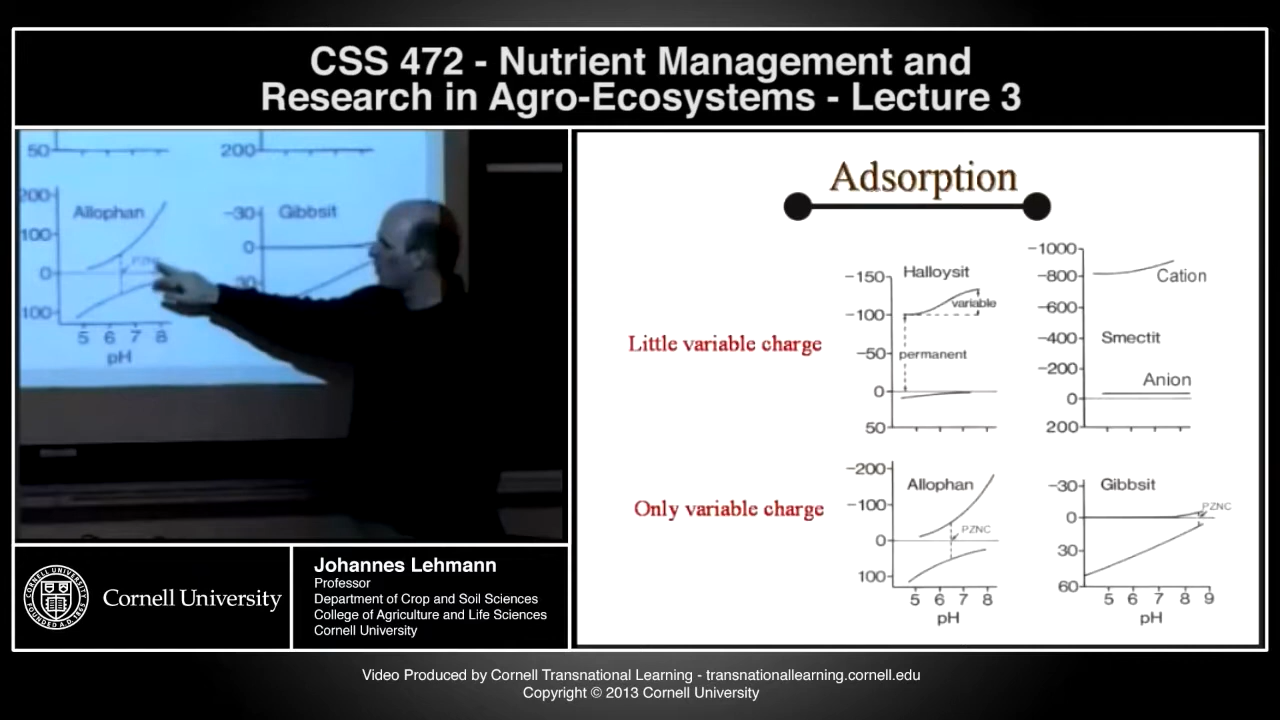 CSS 472 - Nutrient Management and
Research in Agro-Ecosystems - Lecture 3
50
200
200
100
0
100
Allophan
PZNC
5 6 7 8
pH
-30
0
30
Gibbsit
Adsorption
Little variable charge
-150
-100
-50
0
50
Halloysit
variable
permanent
-1000
-800
-600
-400
-200
0
200
Cation
Smectit
Anion
Only variable charge
-200
-100
0
100
Allophan
PZNC
5 6 7 8
pH
-30
0
30
60
Gibbsit
PZNC
5 6 7 8 9
pH
CORNELL UNIVERSITY
FOUNDED A.D. 1865
Cornell University
Johannes Lehmann
Professor
Department of Crop and Soil Sciences
College of Agriculture and Life Sciences
Cornell University
Video Produced by Cornell Transnational Learning - transnationallearning.cornell.edu
Copyright © 2013 Cornell University